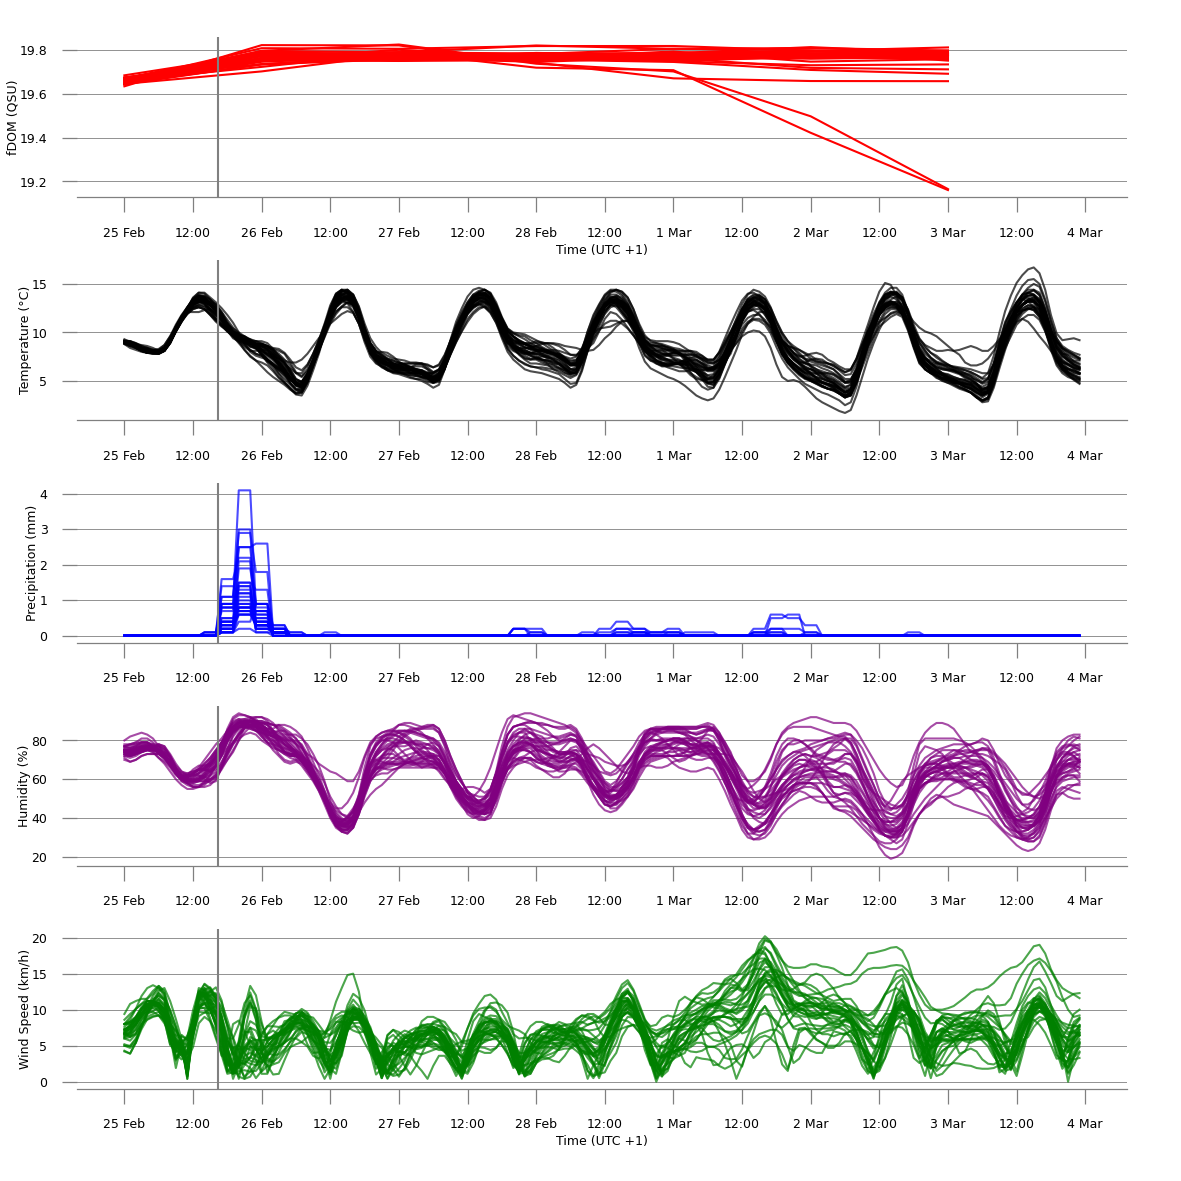 fDOM (QSU)
19.8
19.6
19.4
19.2
25 Feb 12:00 26 Feb 12:00 27 Feb 12:00 28 Feb 12:00 1 Mar 12:00 2 Mar 12:00 3 Mar 12:00 4 Mar
Time (UTC +1)
Temperature (°C)
15
10
5
25 Feb 12:00 26 Feb 12:00 27 Feb 12:00 28 Feb 12:00 1 Mar 12:00 2 Mar 12:00 3 Mar 12:00 4 Mar
Precipitation (mm)
4
3
2
1
0
25 Feb 12:00 26 Feb 12:00 27 Feb 12:00 28 Feb 12:00 1 Mar 12:00 2 Mar 12:00 3 Mar 12:00 4 Mar
Humidity (%)
80
60
40
20
25 Feb 12:00 26 Feb 12:00 27 Feb 12:00 28 Feb 12:00 1 Mar 12:00 2 Mar 12:00 3 Mar 12:00 4 Mar
Wind Speed (km/h)
20
15
10
5
0
25 Feb 12:00 26 Feb 12:00 27 Feb 12:00 28 Feb 12:00 1 Mar 12:00 2 Mar 12:00 3 Mar 12:00 4 Mar
Time (UTC +1)